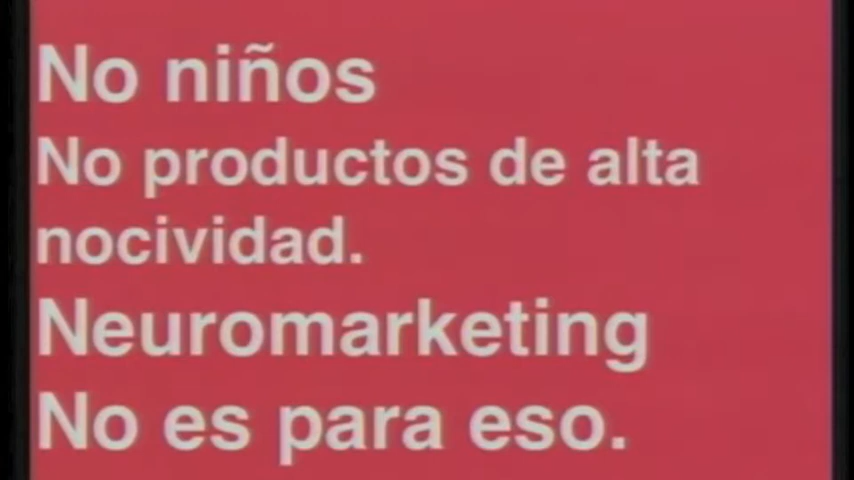 No niños
No productos de alta
nocividad.
Neuromarketing
No es para eso.